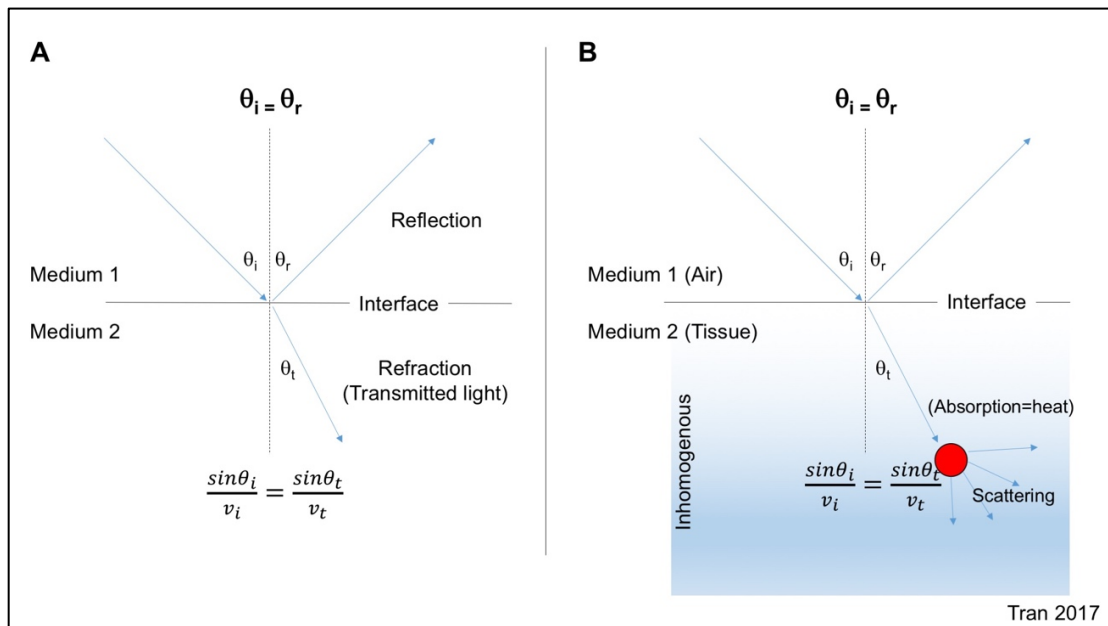 A
θi = θr
Reflection
θi
θr
Medium 1
Interface
Medium 2
θt
Refraction
(Transmitted light)
sinθi/vi = sinθt/vt
B
θi = θr
θi
θr
Medium 1 (Air)
Interface
Medium 2 (Tissue)
θt
(Absorption=heat)
Inhomogenous
sinθi/vi = sinθt/vt
Scattering
Tran 2017